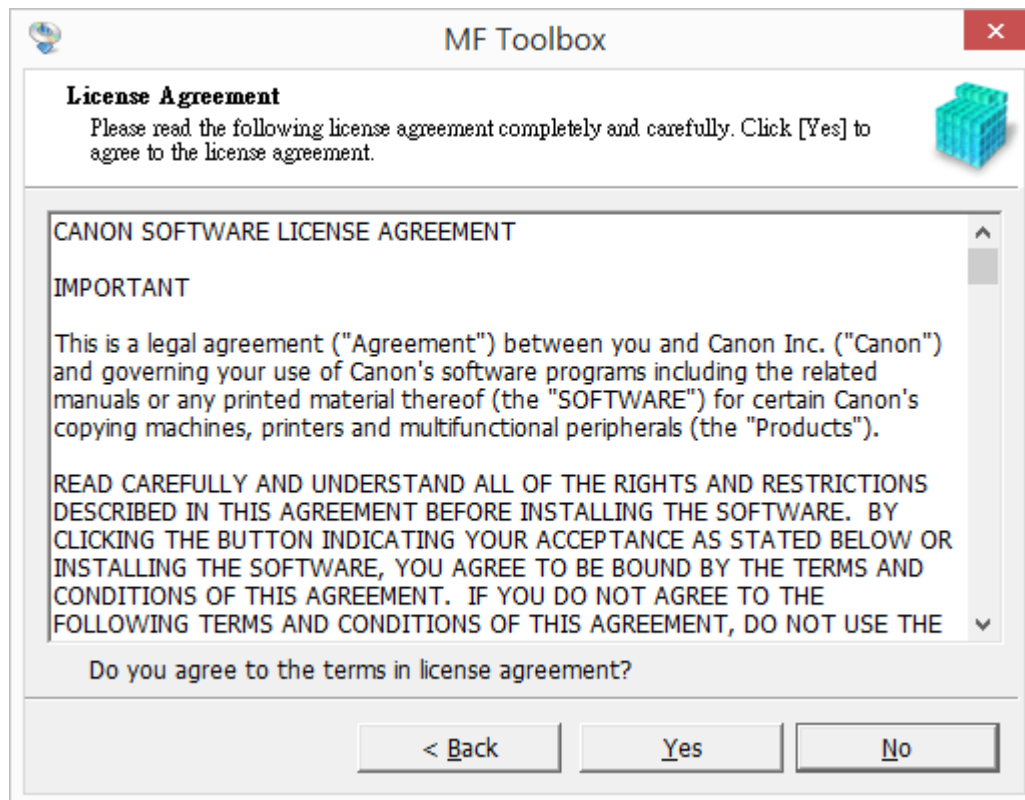 MF Toolbox
License Agreement
Please read the following license agreement completely and carefully. Click [Yes] to
agree to the license agreement.
CANON SOFTWARE LICENSE AGREEMENT
IMPORTANT
This is a legal agreement ("Agreement") between you and Canon Inc. ("Canon")
and governing your use of Canon's software programs including the related
manuals or any printed material thereof (the "SOFTWARE") for certain Canon's
copying machines, printers and multifunctional peripherals (the "Products").
READ CAREFULLY AND UNDERSTAND ALL OF THE RIGHTS AND RESTRICTIONS
DESCRIBED IN THIS AGREEMENT BEFORE INSTALLING THE SOFTWARE.  BY
CLICKING THE BUTTON INDICATING YOUR ACCEPTANCE AS STATED BELOW OR
INSTALLING THE SOFTWARE, YOU AGREE TO BE BOUND BY THE TERMS AND
CONDITIONS OF THIS AGREEMENT.  IF YOU DO NOT AGREE TO THE
FOLLOWING TERMS AND CONDITIONS OF THIS AGREEMENT, DO NOT USE THE
Do you agree to the terms in license agreement?
< Back
Yes
No